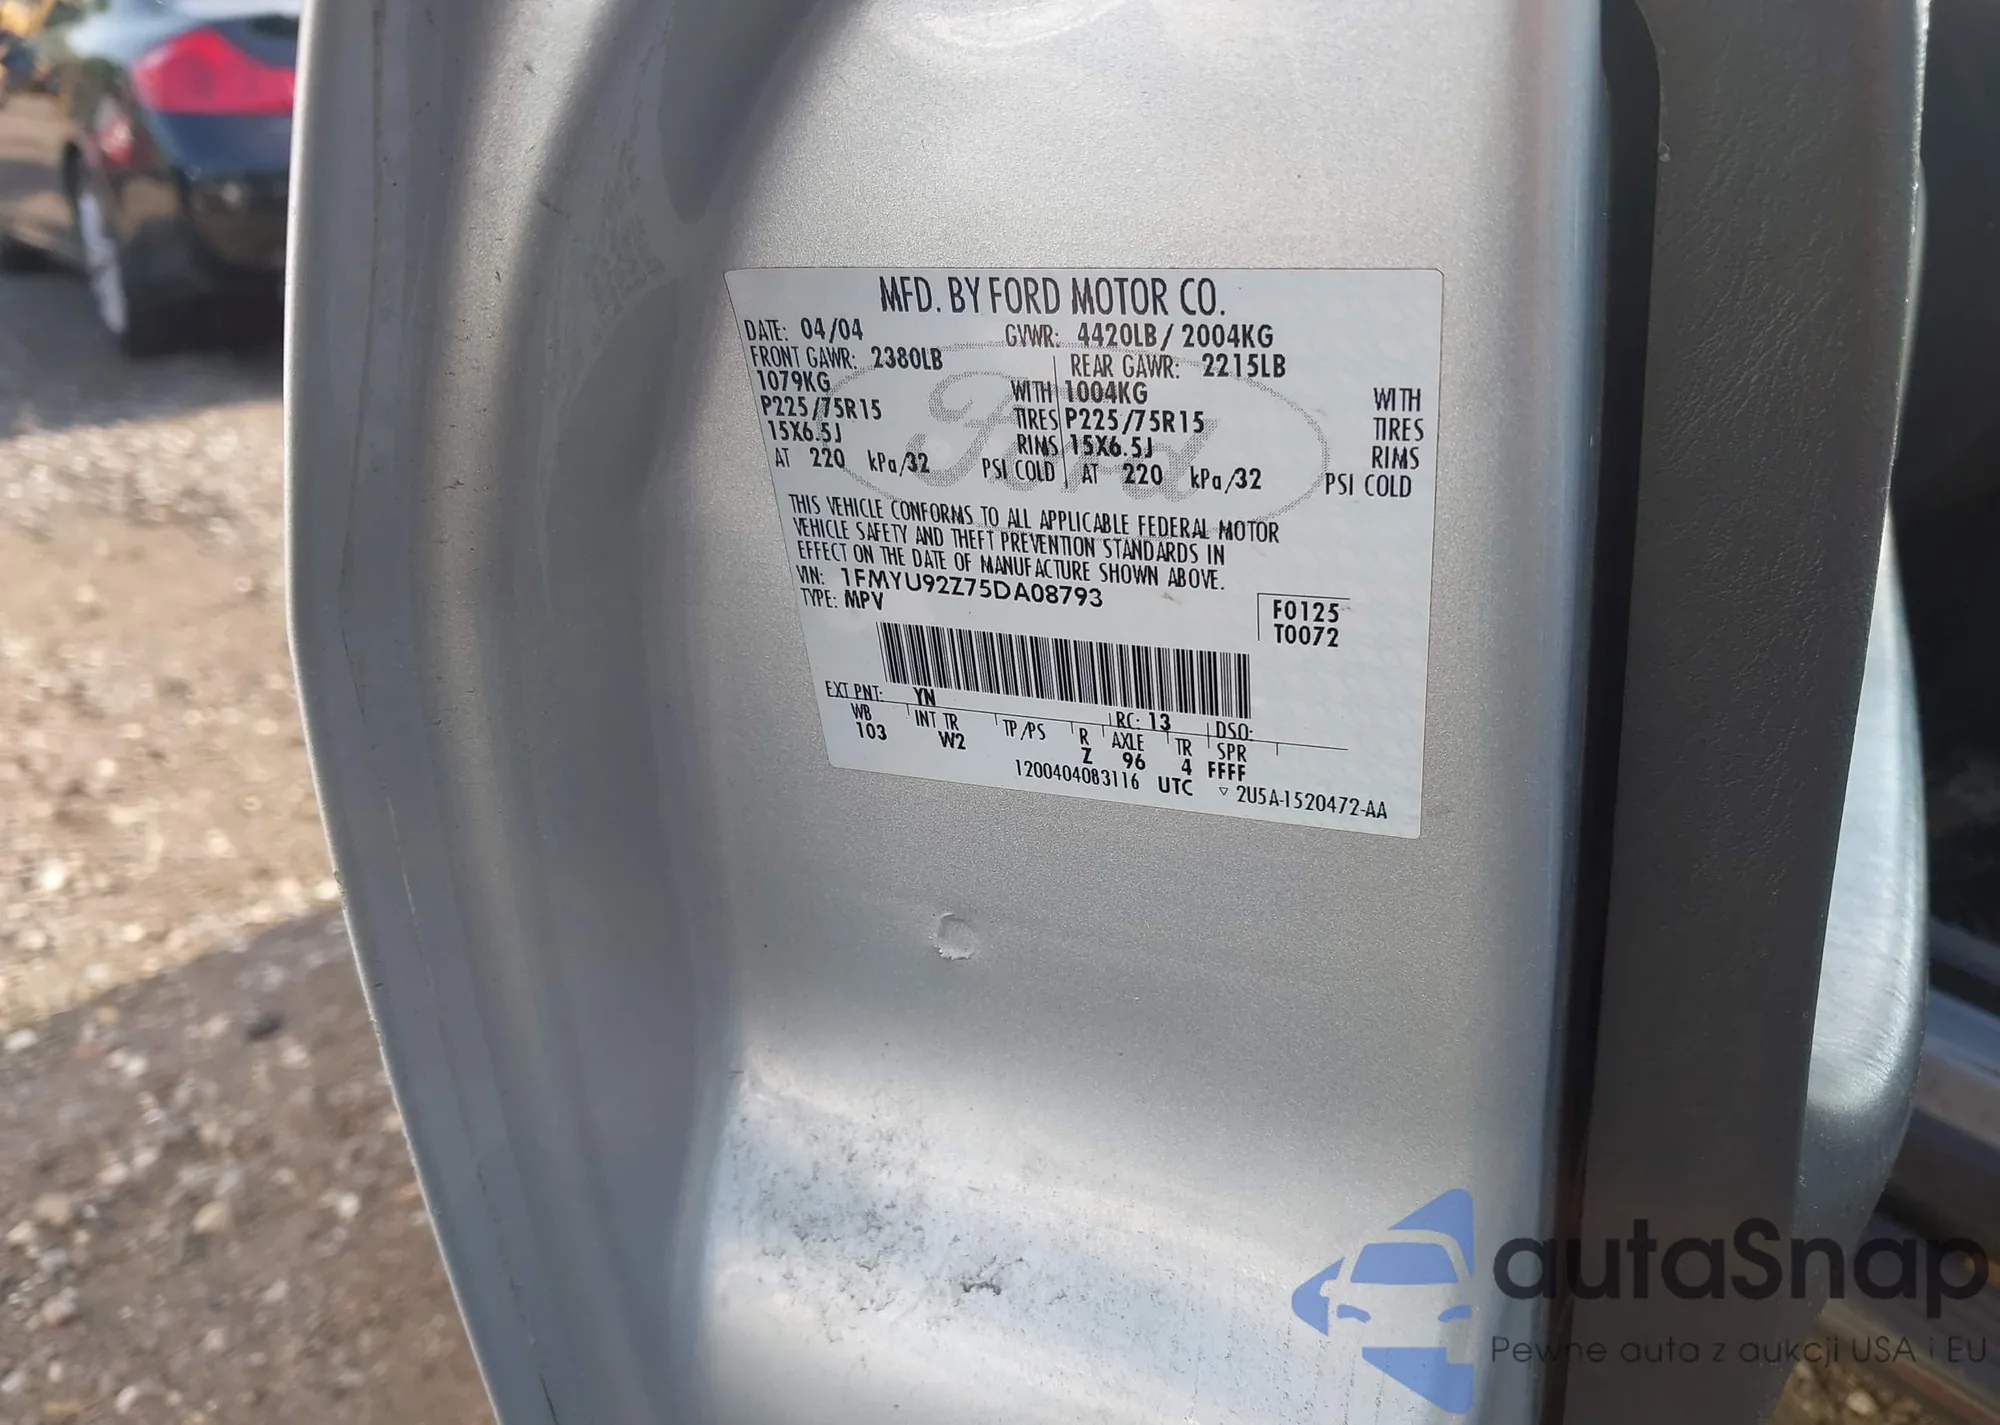 MFD. BY FORD MOTOR CO.
DATE: 04/04 GVWR: 4420LB/ 2004KG
FRONT GAWR: 2380LB REAR GAWR: 2215LB
1079KG WITH 1004KG WITH
P225/75R15 TIRES P225/75R15 TIRES
15X6.5J RIMS 15X6.5J RIMS
AT 220 kPa/32 PSI COLD AT 220 kPa/32 PSI COLD
Ford
THIS VEHICLE CONFORMS TO ALL APPLICABLE FEDERAL MOTOR
VEHICLE SAFETY AND THEFT PREVENTION STANDARDS IN
EFFECT ON THE DATE OF MANUFACTURE SHOWN ABOVE.
VIN: 1FMYU92Z75DA08793
TYPE: MPV
F0125
T0072
EXT PNT: YN RC: 13 DSO:
WB INT TR TP/PS R AXLE TR SPR
103 W2 Z 96 4 FFFF
1200404083116 UTC ▽ 2U5A-1520472-AA
autaSnap
Pewne auta z aukcji USA i EU